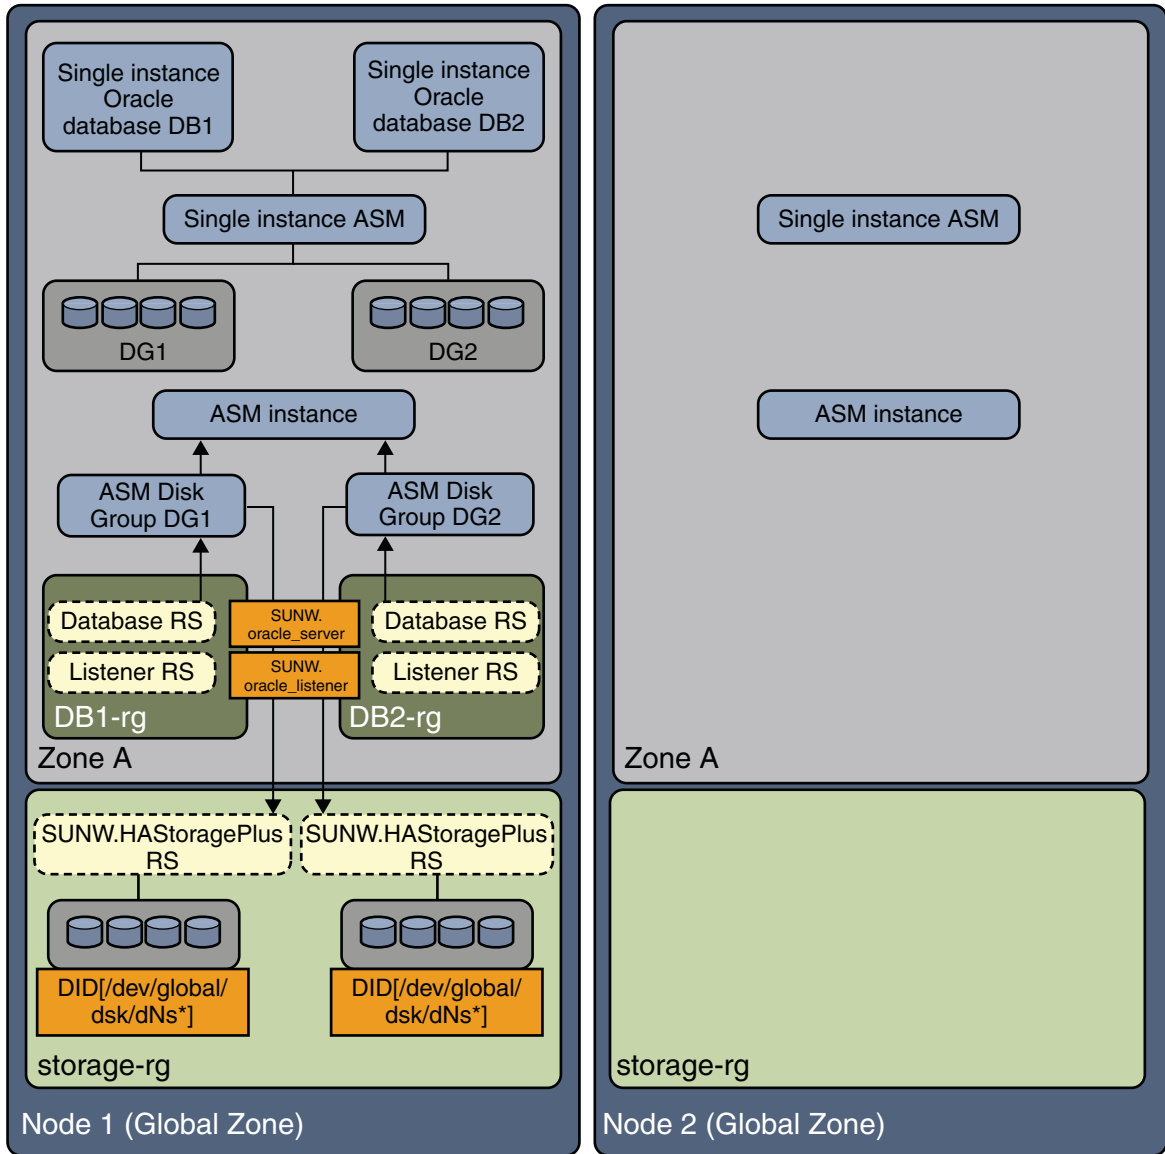 Single instance
Oracle
database DB1
Single instance
Oracle
database DB2
Single instance ASM
DG1
DG2
ASM instance
ASM Disk
Group DG1
ASM Disk
Group DG2
Database RS
Listener RS
DB1-rg
SUNW.
oracle_server
SUNW.
oracle_listener
Database RS
Listener RS
DB2-rg
Zone A
SUNW.HAStoragePlus
RS
SUNW.HAStoragePlus
RS
DID[/dev/global/
dsk/dNs*]
DID[/dev/global/
dsk/dNs*]
storage-rg
Node 1 (Global Zone)
Single instance ASM
ASM instance
Zone A
storage-rg
Node 2 (Global Zone)